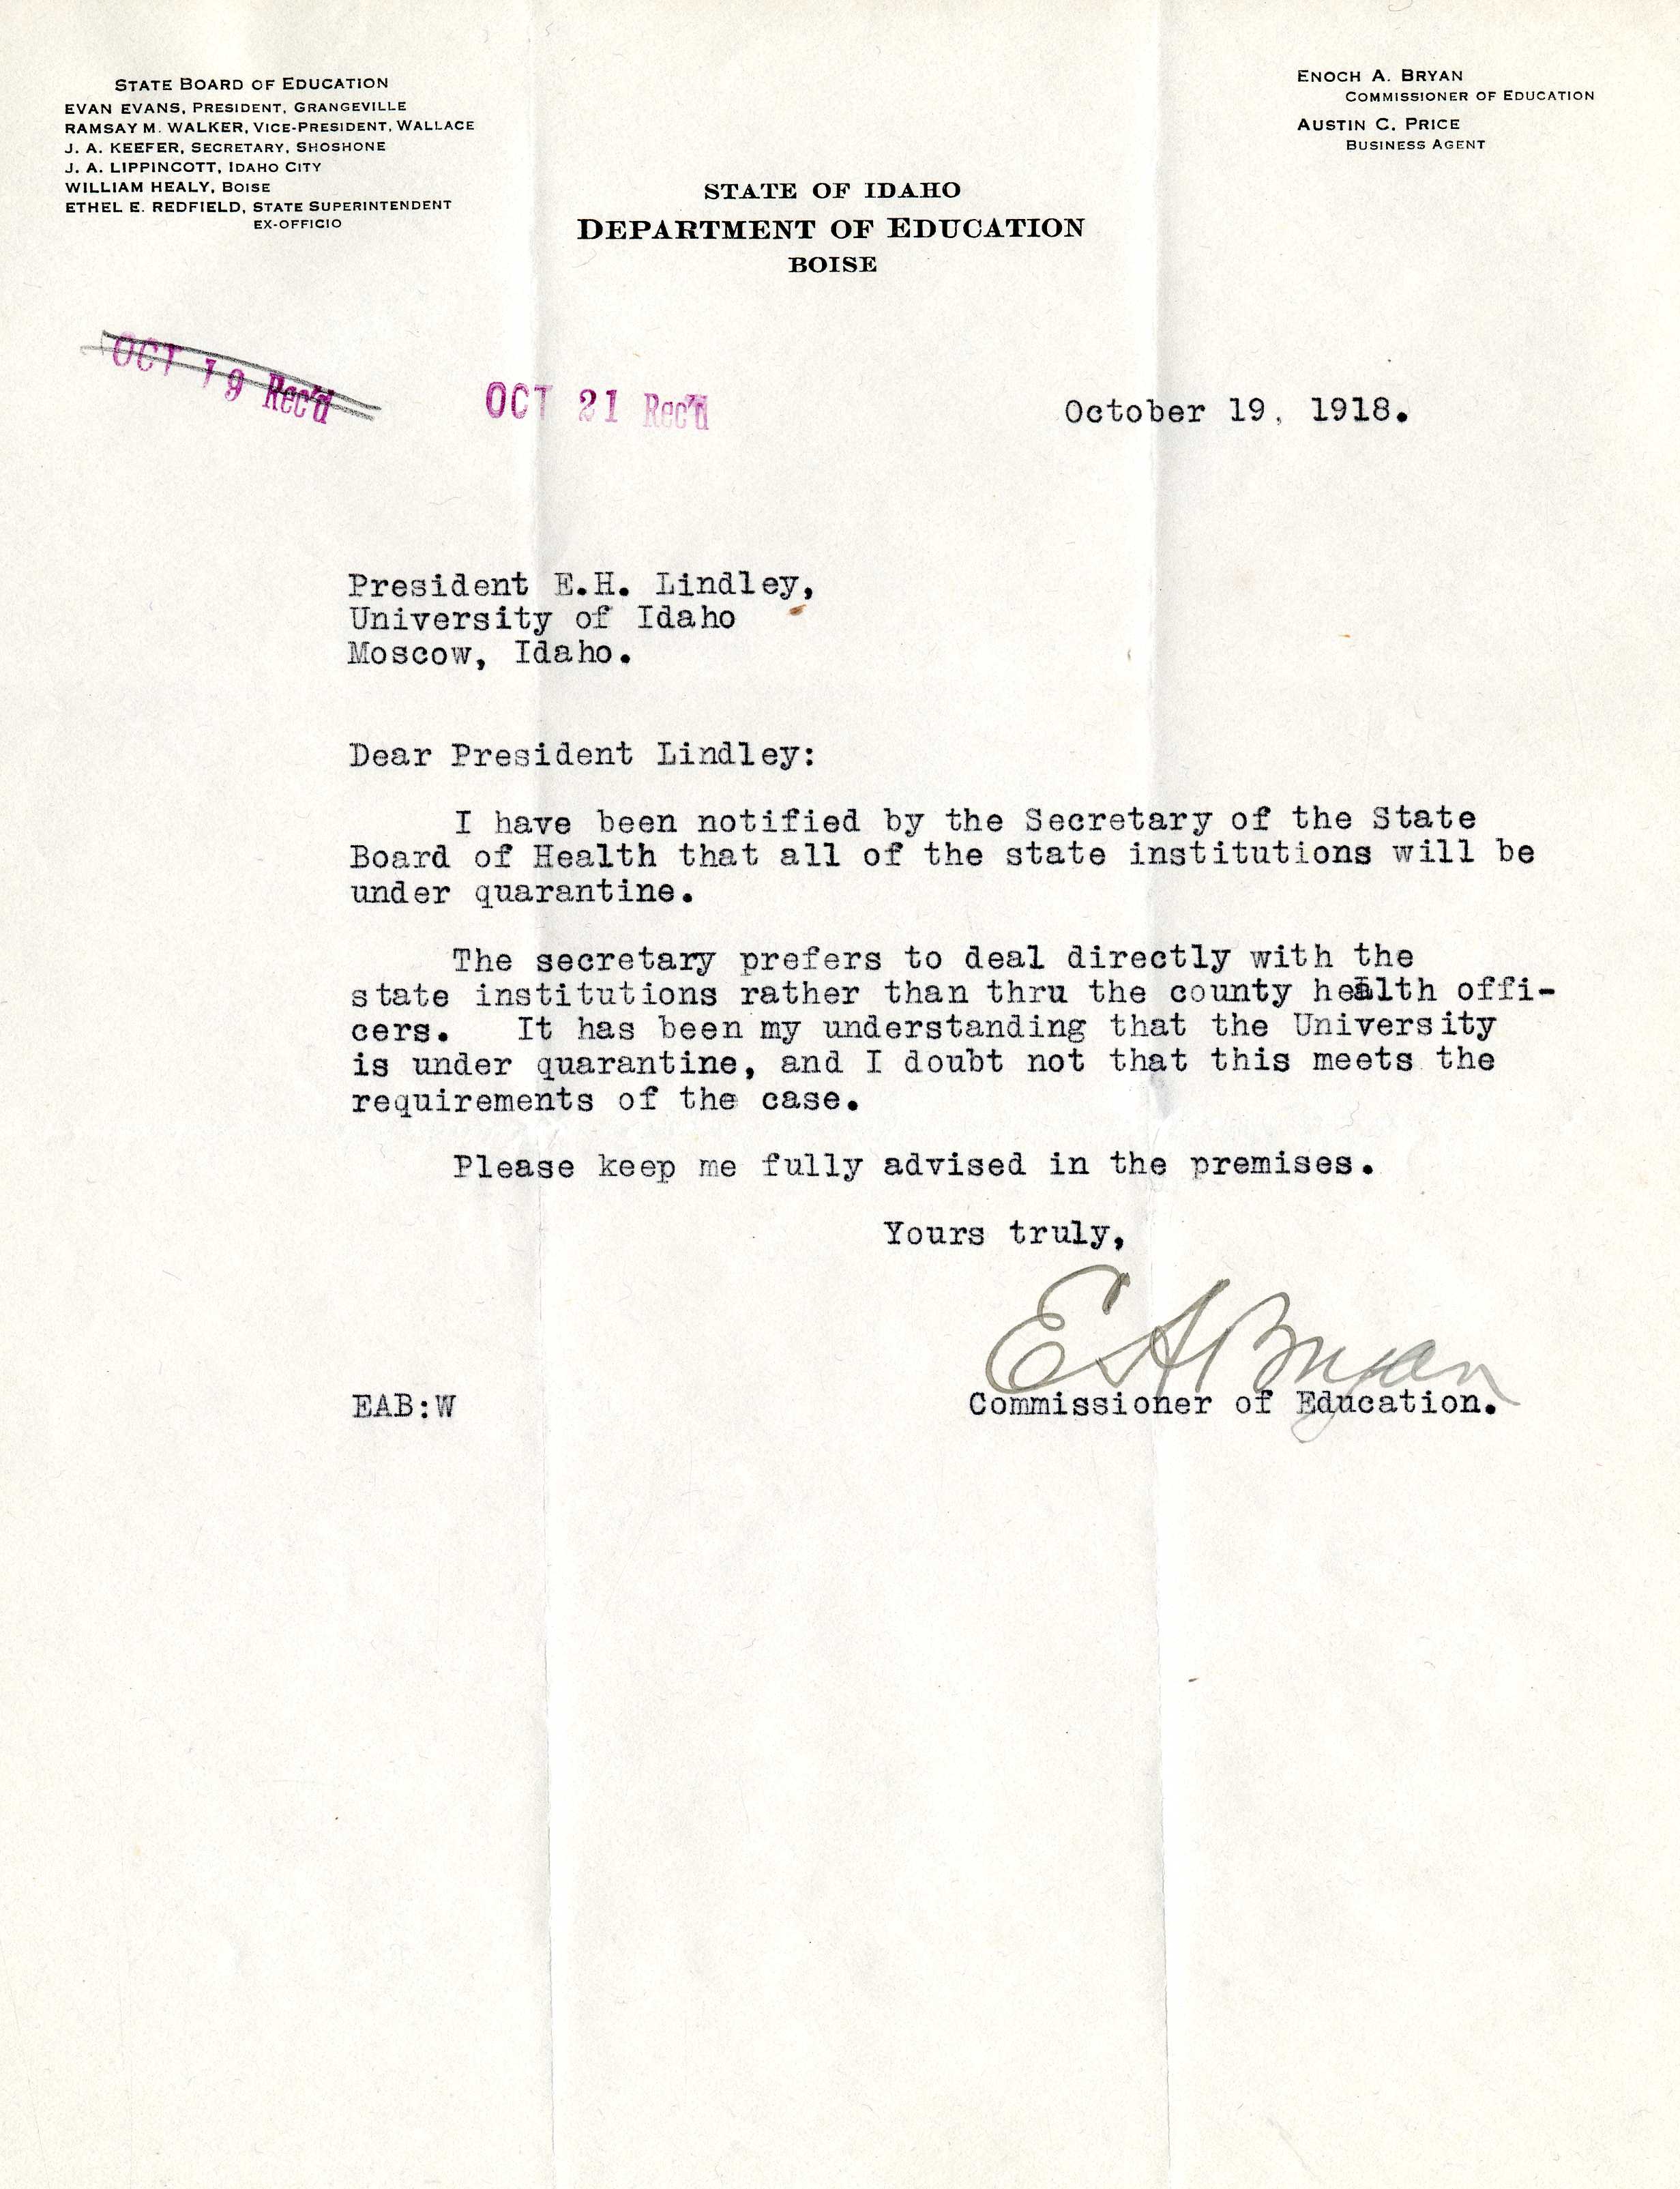 STATE BOARD OF EDUCATION
EVAN EVANS, PRESIDENT, GRANGEVILLE
RAMSAY M. WALKER, VICE-PRESIDENT, WALLACE
J. A. KEEFER, SECRETARY, SHOSHONE
J. A. LIPPINCOTT, IDAHO CITY
WILLIAM HEALY, BOISE
ETHEL E. REDFIELD, STATE SUPERINTENDENT
EX-OFFICIO
ENOCH A. BRYAN
COMMISSIONER OF EDUCATION
AUSTIN C. PRICE
BUSINESS AGENT
STATE OF IDAHO
DEPARTMENT OF EDUCATION
BOISE
OCT 19 Rec'd
OCT 21 Rec'd
October 19, 1918.
President E.H. Lindley,
University of Idaho
Moscow, Idaho.
Dear President Lindley:
I have been notified by the Secretary of the State
Board of Health that all of the state institutions will be
under quarantine.
The secretary prefers to deal directly with the
state institutions rather than thru the county health offi-
cers. It has been my understanding that the University
is under quarantine, and I doubt not that this meets the
requirements of the case.
Please keep me fully advised in the premises.
Yours truly,
E A Bryan
EAB:W
Commissioner of Education.